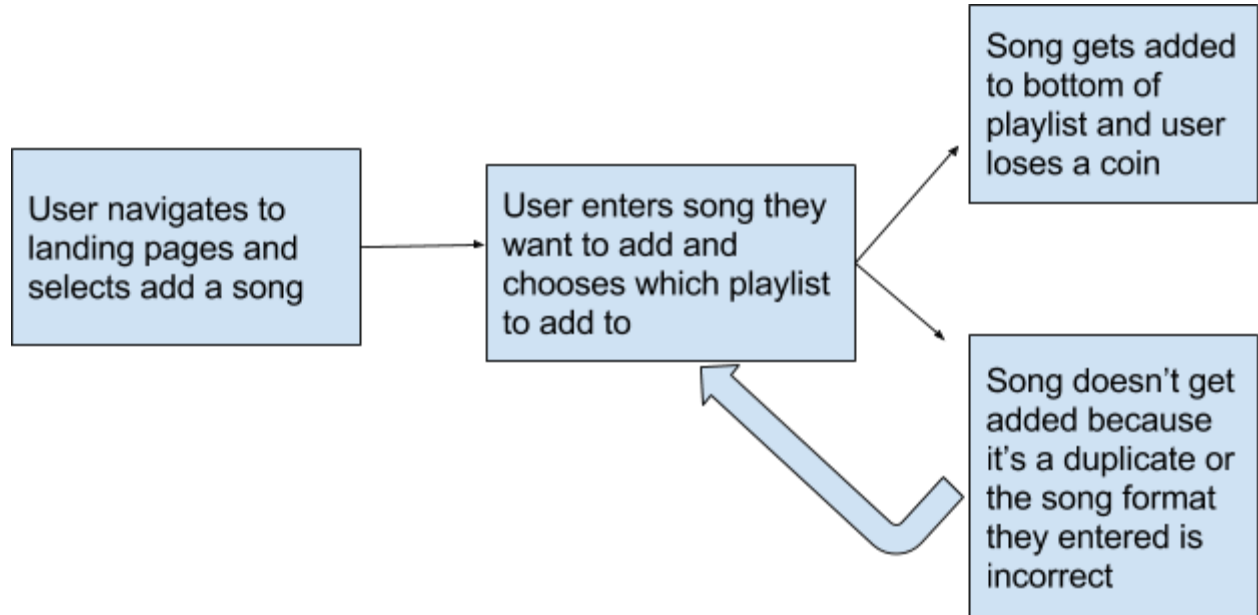 User navigates to
landing pages and
selects add a song
User enters song they
want to add and
chooses which playlist
to add to
Song gets added
to bottom of
playlist and user
loses a coin
Song doesn’t get
added because
it’s a duplicate or
the song format
they entered is
incorrect